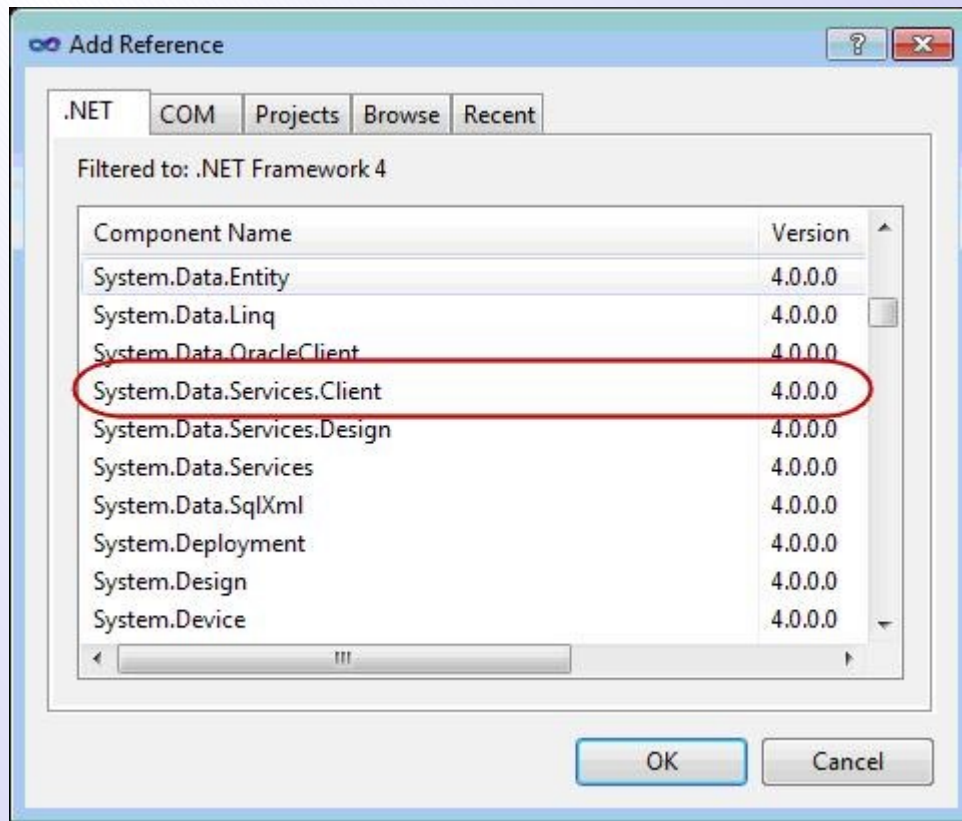 Add Reference
.NET COM Projects Browse Recent
Filtered to: .NET Framework 4
Component Name Version
System.Data.Entity 4.0.0.0
System.Data.Linq 4.0.0.0
System.Data.OracleClient 4.0.0.0
System.Data.Services.Client 4.0.0.0
System.Data.Services.Design 4.0.0.0
System.Data.Services 4.0.0.0
System.Data.SqlXml 4.0.0.0
System.Deployment 4.0.0.0
System.Design 4.0.0.0
System.Device 4.0.0.0
OK Cancel